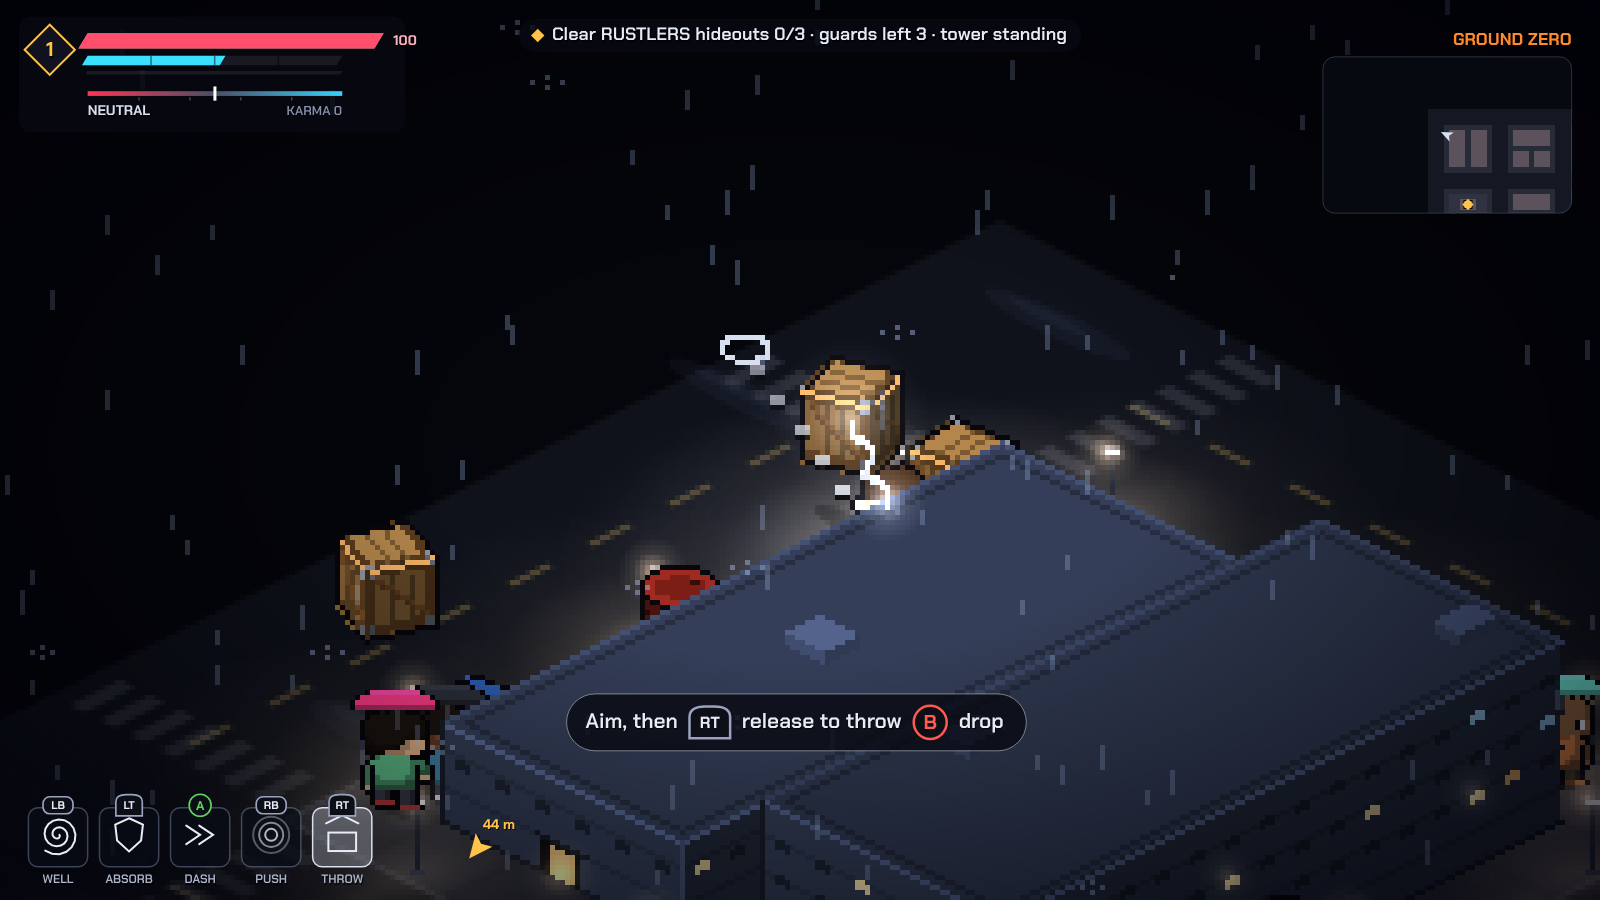 1
100
NEUTRAL
KARMA 0
Clear RUSTLERS hideouts 0/3 · guards left 3 · tower standing
GROUND ZERO
Aim, then RT release to throw B drop
44 m
LB
LT
A
RB
RT
WELL
ABSORB
DASH
PUSH
THROW